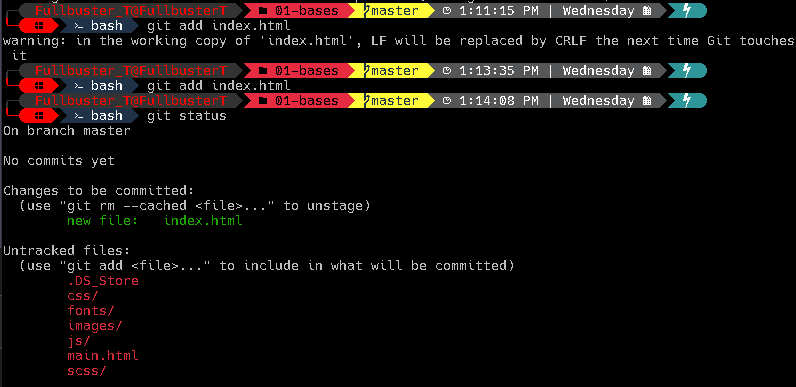 Fullbuster_T@FullbusterT 01-bases master 1:11:15 PM | Wednesday
bash git add index.html
warning: in the working copy of 'index.html', LF will be replaced by CRLF the next time Git touches
it
Fullbuster_T@FullbusterT 01-bases master 1:13:35 PM | Wednesday
bash git add index.html
Fullbuster_T@FullbusterT 01-bases master 1:14:08 PM | Wednesday
bash git status
On branch master
No commits yet
Changes to be committed:
(use "git rm --cached <file>..." to unstage)
new file: index.html
Untracked files:
(use "git add <file>..." to include in what will be committed)
.DS_Store
css/
fonts/
images/
js/
main.html
scss/